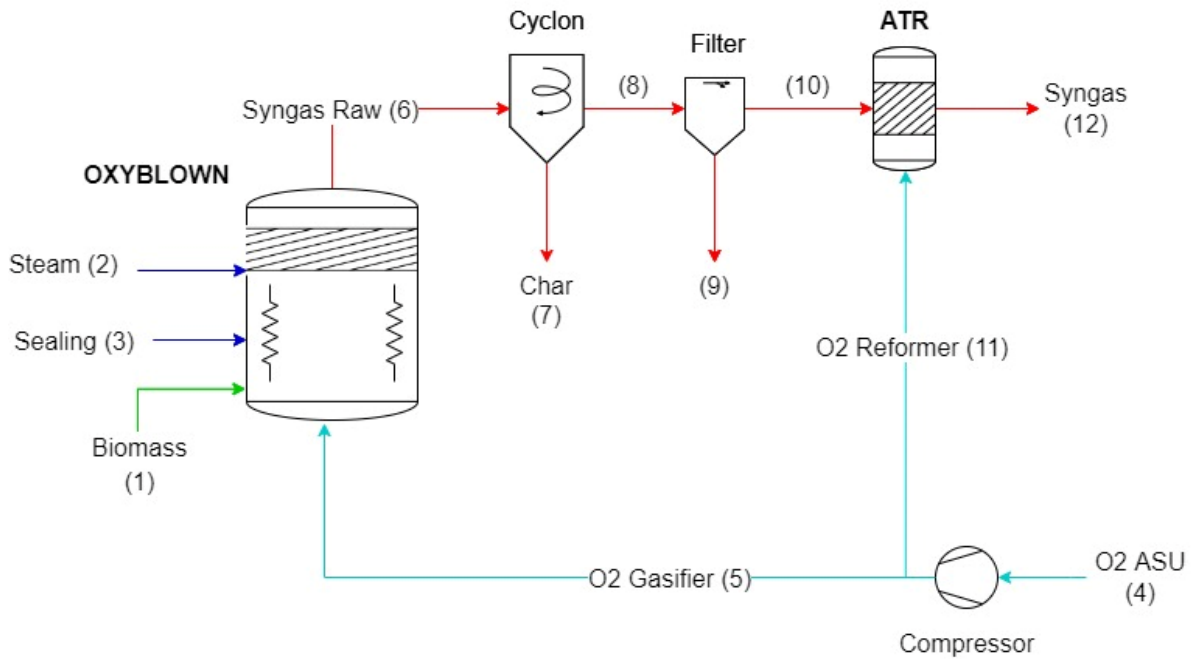 Cyclon
ATR
Filter
(8)
(10)
Syngas Raw (6)
Syngas
(12)
OXYBLOWN
Steam (2)
Char
(7)
(9)
Sealing (3)
O2 Reformer (11)
Biomass
(1)
O2 Gasifier (5)
O2 ASU
(4)
Compressor